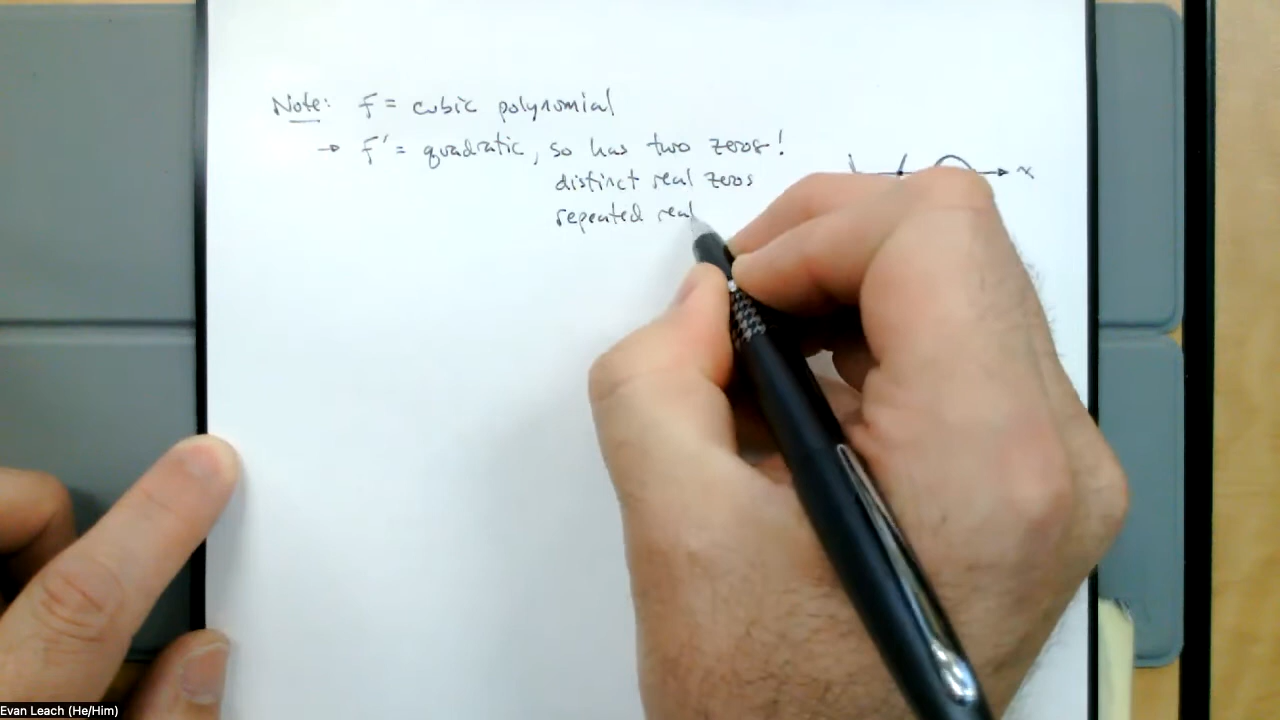 Note: f = cubic polynomial
→ f' = quadratic, so has two zeros!
x
distinct real zeros
repeated real
Evan Leach (He/Him)